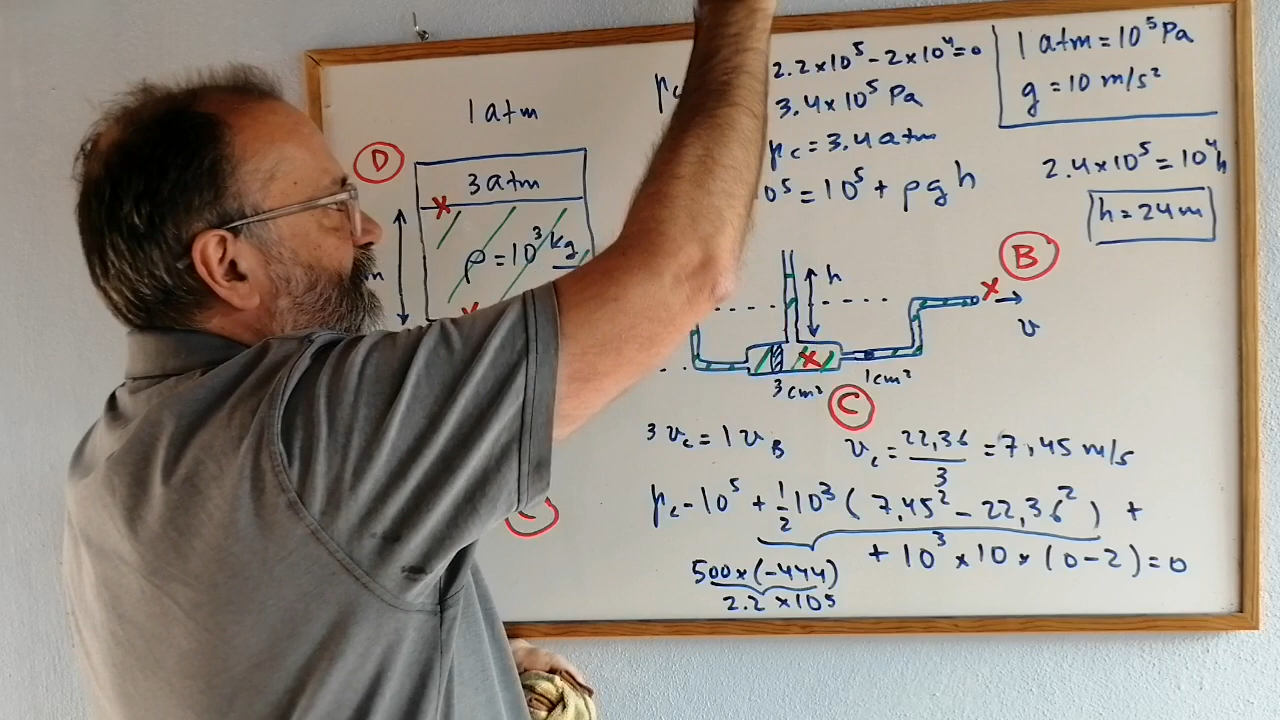 1 atm
D
3 atm
ρ = 10³ kg
m
2.2×10⁵ - 2×10⁴ = 0
3.4×10⁵ Pa
pc = 3.4 atm
0⁵ = 10⁵ + ρgh
1 atm = 10⁵ Pa
g = 10 m/s²
2.4×10⁵ = 10⁴h
h = 24 m
h
B
v
3 cm²
1 cm²
C
3 vc = 1 vB
vc = 22,36 / 3 = 7,45 m/s
pc - 10⁵ + 1/2 10³ ( 7,45² - 22,36² ) +
+ 10³ × 10 × (0 - 2) = 0
500 × (-444)
2.2 × 10⁵